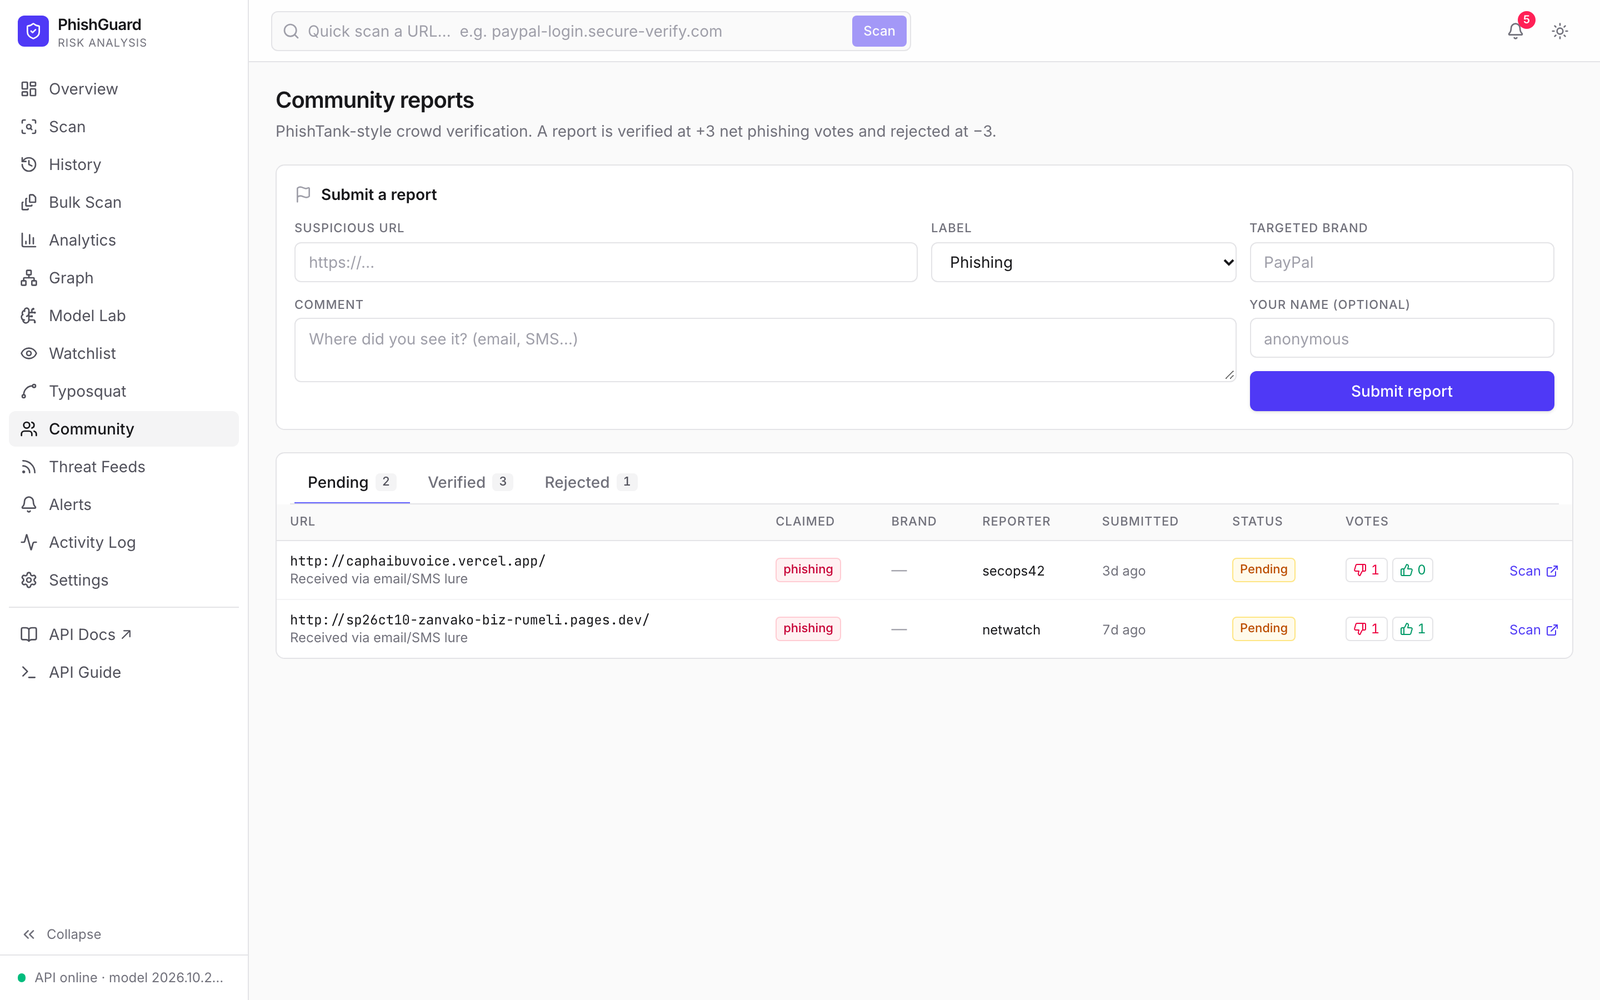 PhishGuard
RISK ANALYSIS
Quick scan a URL... e.g. paypal-login.secure-verify.com
Scan
5
Overview
Scan
History
Bulk Scan
Analytics
Graph
Model Lab
Watchlist
Typosquat
Community
Threat Feeds
Alerts
Activity Log
Settings
API Docs ↗
API Guide
Collapse
API online · model 2026.10.2...
Community reports
PhishTank-style crowd verification. A report is verified at +3 net phishing votes and rejected at −3.
Submit a report
SUSPICIOUS URL LABEL TARGETED BRAND
https://... Phishing PayPal
COMMENT YOUR NAME (OPTIONAL)
Where did you see it? (email, SMS...) anonymous
Submit report
Pending 2 Verified 3 Rejected 1
URL CLAIMED BRAND REPORTER SUBMITTED STATUS VOTES
http://caphaibuvoice.vercel.app/ phishing — secops42 3d ago Pending 1 0 Scan
Received via email/SMS lure
http://sp26ct10-zanvako-biz-rumeli.pages.dev/ phishing — netwatch 7d ago Pending 1 1 Scan
Received via email/SMS lure